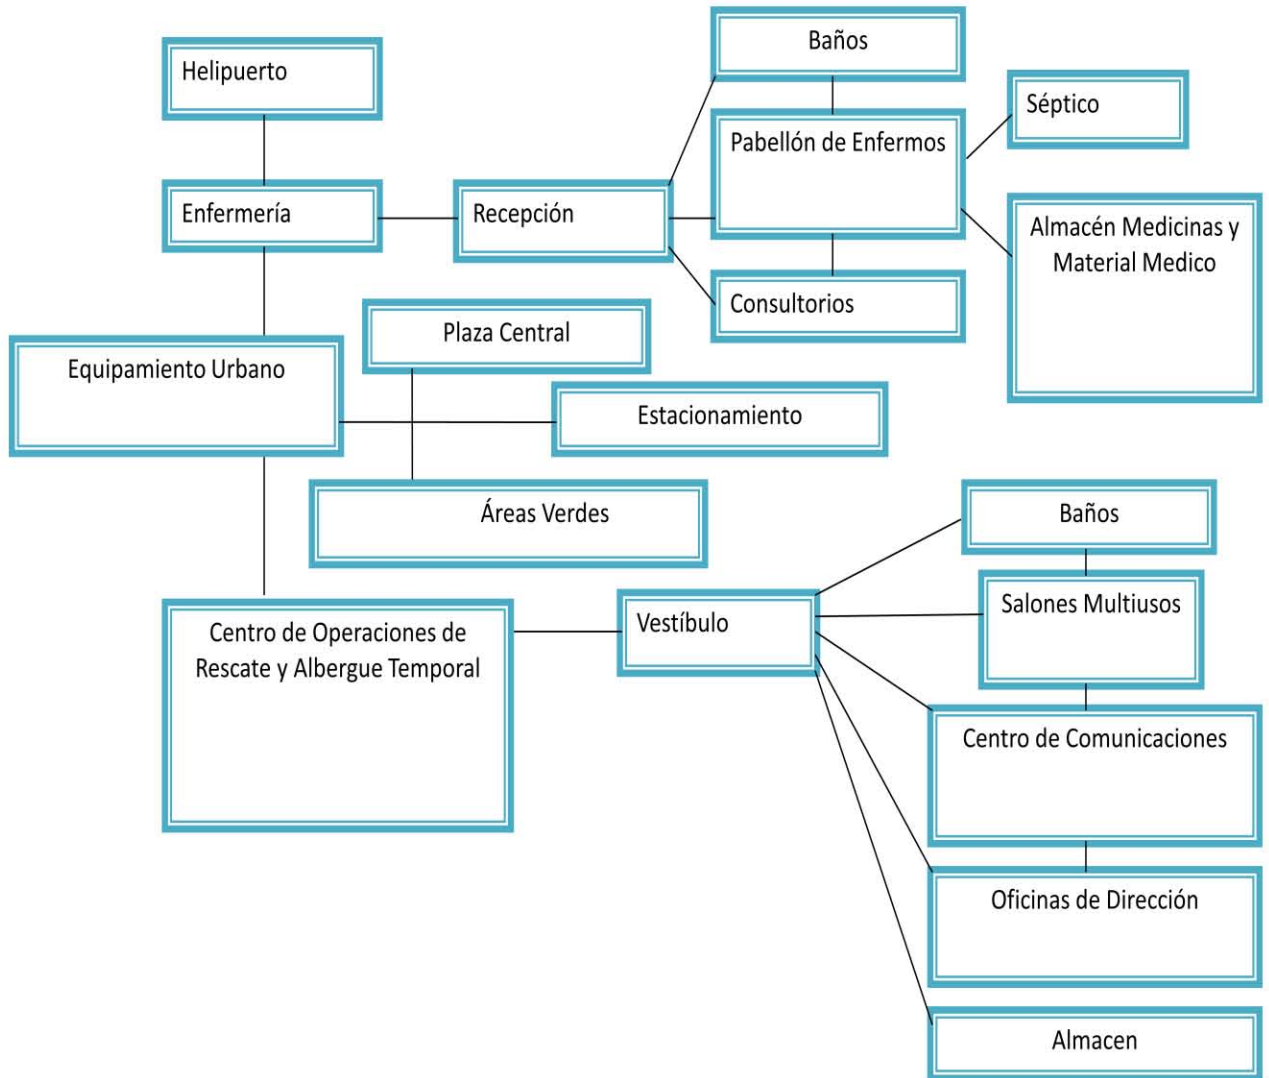 Baños
Helipuerto
Séptico
Pabellón de Enfermos
Enfermería
Recepción
Almacén Medicinas y
Material Medico
Consultorios
Plaza Central
Equipamiento Urbano
Estacionamiento
Áreas Verdes
Baños
Salones Multiusos
Centro de Operaciones de
Rescate y Albergue Temporal
Vestíbulo
Centro de Comunicaciones
Oficinas de Dirección
Almacen